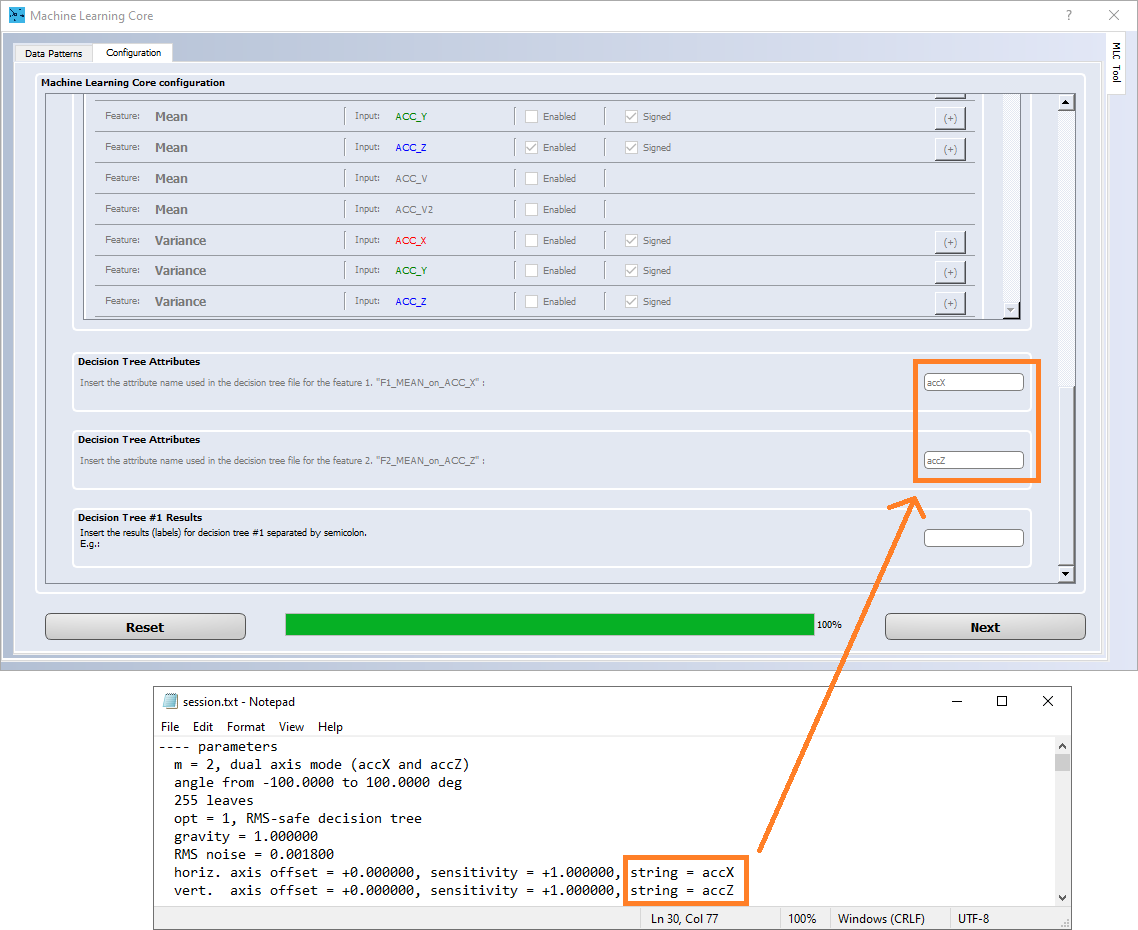 Machine Learning Core
?
Data Patterns Configuration
MLC Tool
Machine Learning Core configuration
Feature: Mean Input: ACC_Y Enabled Signed (+)
Feature: Mean Input: ACC_Z Enabled Signed (+)
Feature: Mean Input: ACC_V Enabled
Feature: Mean Input: ACC_V2 Enabled
Feature: Variance Input: ACC_X Enabled Signed (+)
Feature: Variance Input: ACC_Y Enabled Signed (+)
Feature: Variance Input: ACC_Z Enabled Signed (+)
Decision Tree Attributes
Insert the attribute name used in the decision tree file for the feature 1. "F1_MEAN_on_ACC_X" : accX
Decision Tree Attributes
Insert the attribute name used in the decision tree file for the feature 2. "F2_MEAN_on_ACC_Z" : accZ
Decision Tree #1 Results
Insert the results (labels) for decision tree #1 separated by semicolon.
E.g.:
Reset 100% Next
session.txt - Notepad
File Edit Format View Help
---- parameters
m = 2, dual axis mode (accX and accZ)
angle from -100.0000 to 100.0000 deg
255 leaves
opt = 1, RMS-safe decision tree
gravity = 1.000000
RMS noise = 0.001800
horiz. axis offset = +0.000000, sensitivity = +1.000000, string = accX
vert.  axis offset = +0.000000, sensitivity = +1.000000, string = accZ
Ln 30, Col 77 100% Windows (CRLF) UTF-8